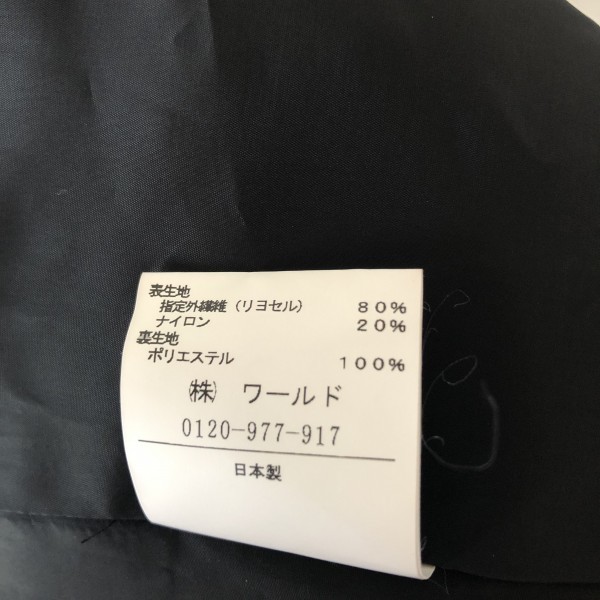 表生地
指定外繊維（リヨセル） 80%
ナイロン 20%
裏生地
ポリエステル 100%
㈱ ワールド
0120-977-917
日本製